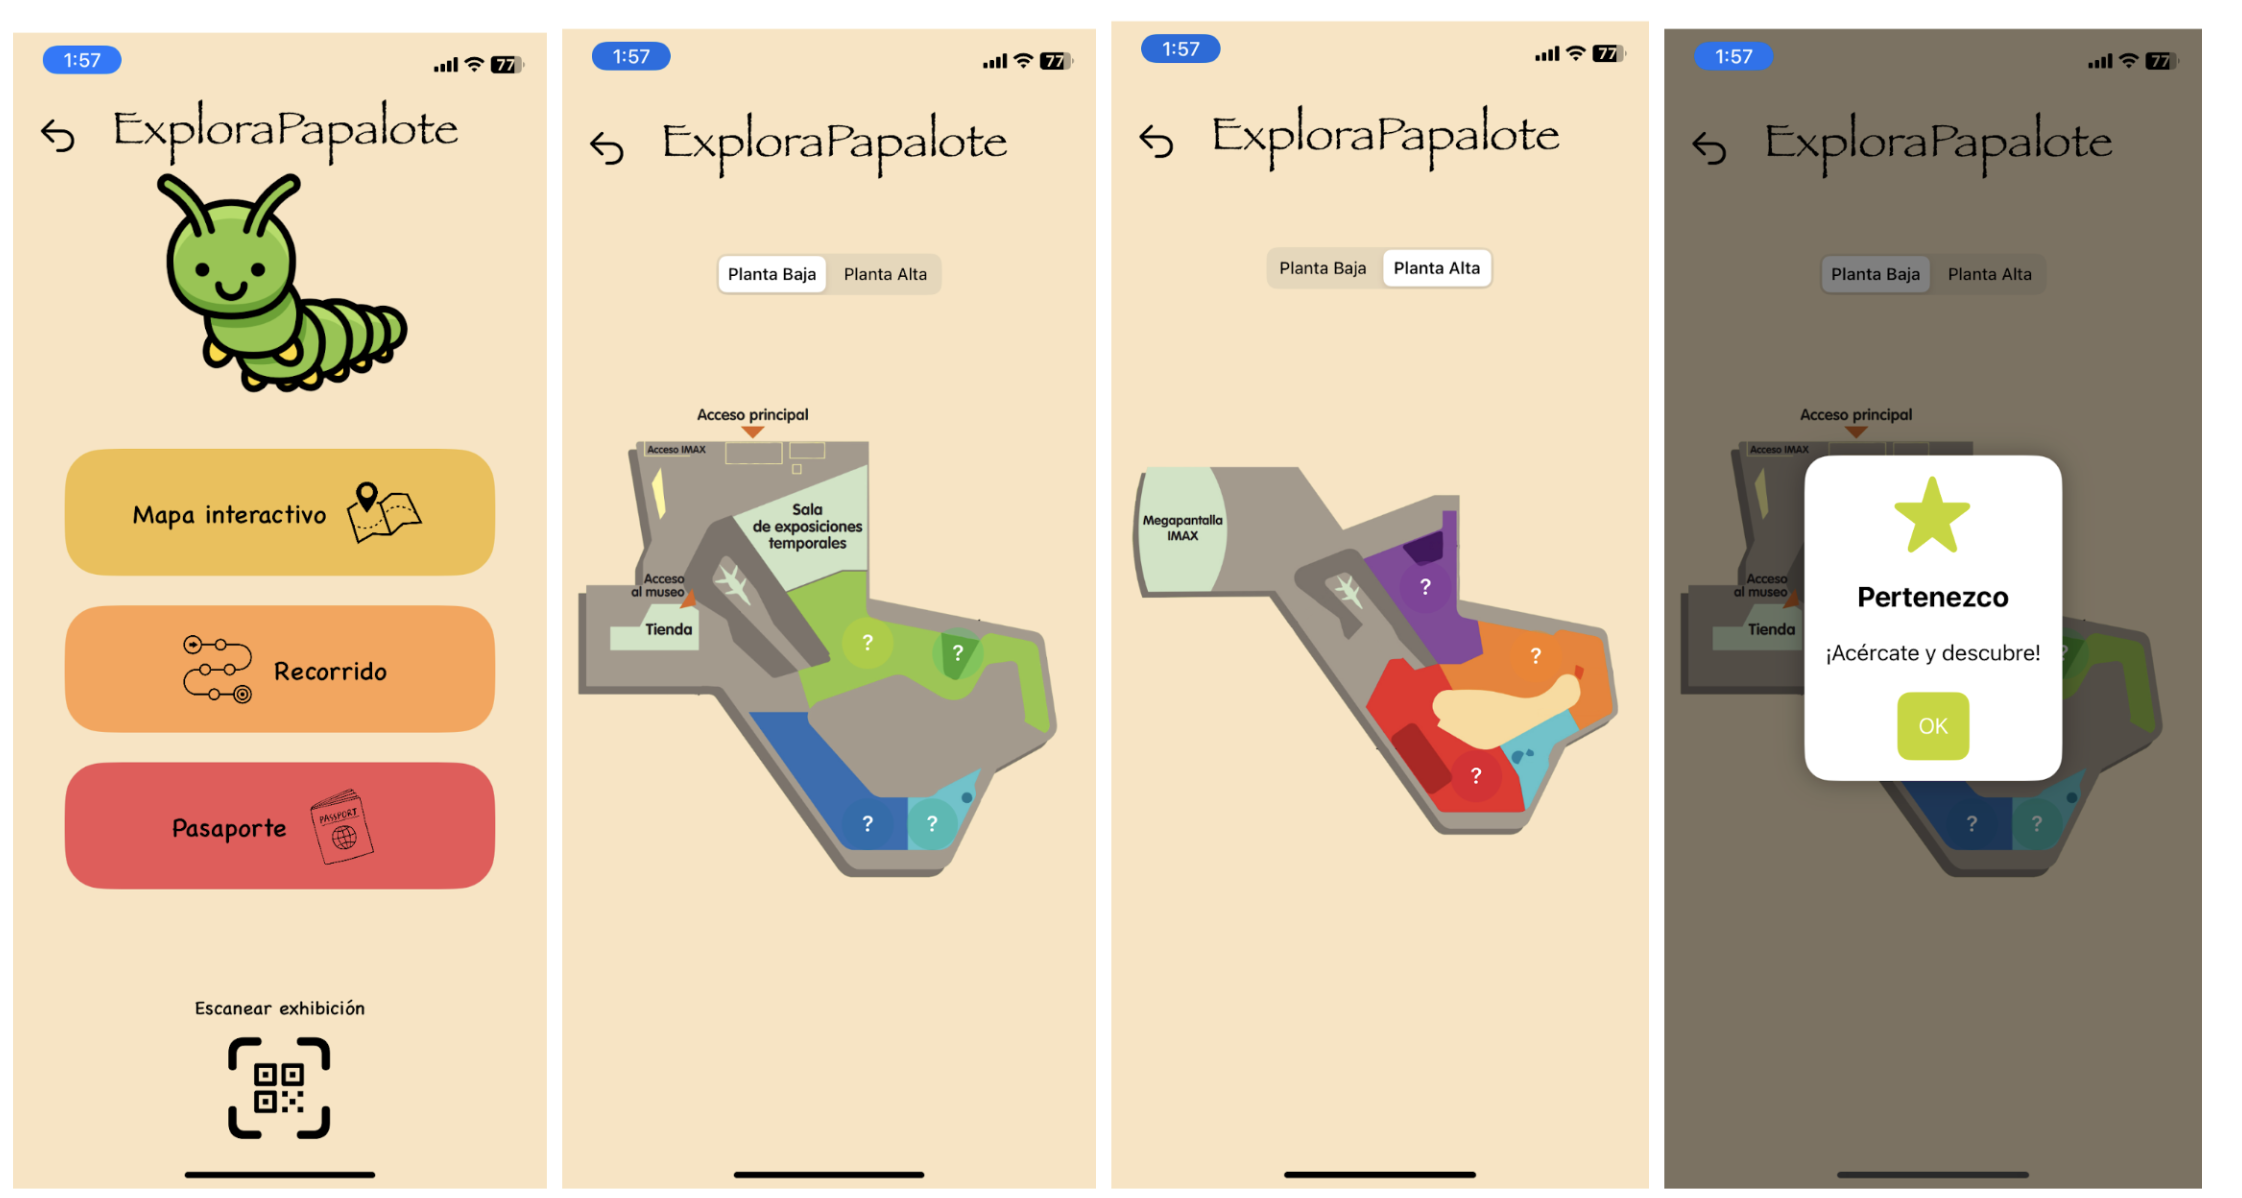 1:57
77
ExploraPapalote
Mapa interactivo
Recorrido
Pasaporte
PASSPORT
Escanear exhibición
1:57
77
ExploraPapalote
Planta Baja
Planta Alta
Acceso principal
Acceso IMAX
Sala
de exposiciones
temporales
Acceso
al museo
Tienda
?
?
?
?
1:57
77
ExploraPapalote
Planta Baja
Planta Alta
Megapantalla
IMAX
?
?
?
1:57
77
ExploraPapalote
Planta Baja
Planta Alta
Acceso principal
Acceso IMAX
Acceso
al museo
Tienda
Pertenezco
¡Acércate y descubre!
OK
?
?
?